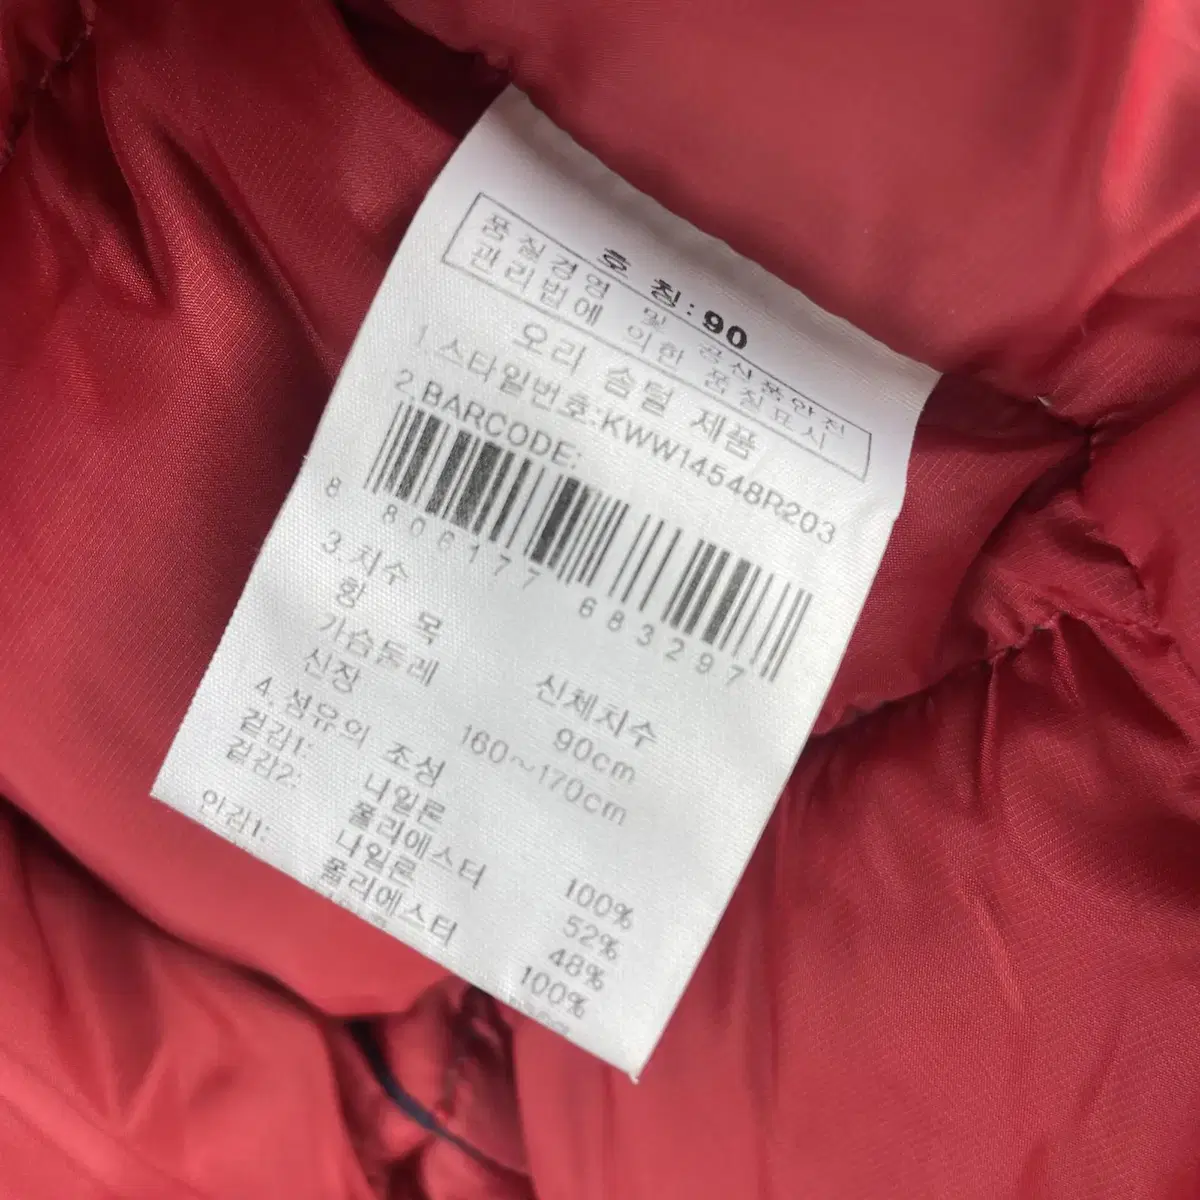 호 칭:90
품질경영 및 공산품안전
관리법에 의한 품질표시
오리 솜털 제품
1.스타일번호:KWW14548R203
2.BARCODE:
8 806177 683297
3.치수
항 목 신체치수
가슴둘레 90cm
신장 160~170cm
4.섬유의 조성
겉감1: 나일론 100%
겉감2: 폴리에스터 52%
나일론 48%
안감1: 폴리에스터 100%